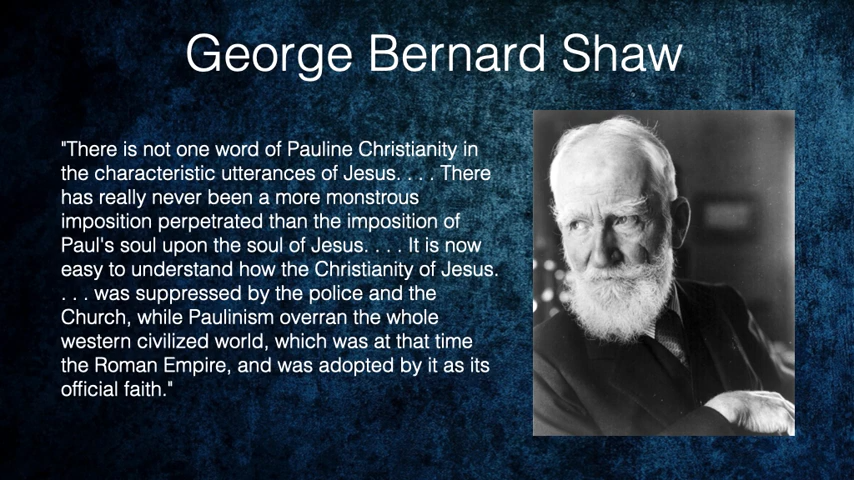 George Bernard Shaw
"There is not one word of Pauline Christianity in
the characteristic utterances of Jesus. . . . There
has really never been a more monstrous
imposition perpetrated than the imposition of
Paul's soul upon the soul of Jesus. . . . It is now
easy to understand how the Christianity of Jesus.
. . . was suppressed by the police and the
Church, while Paulinism overran the whole
western civilized world, which was at that time
the Roman Empire, and was adopted by it as its
official faith."